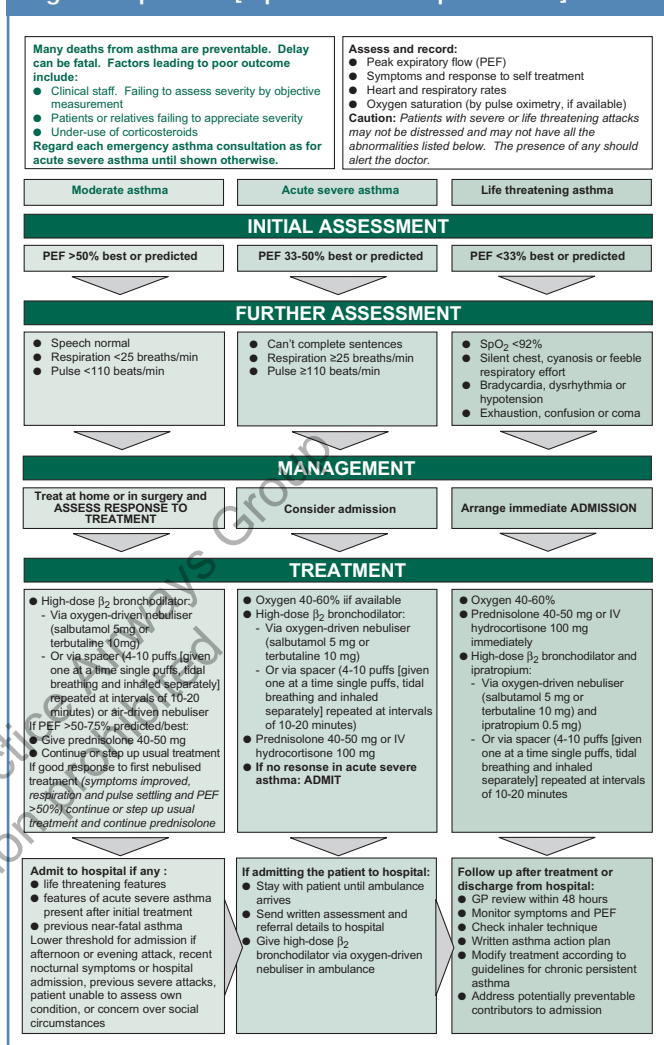 Many deaths from asthma are preventable. Delay
can be fatal. Factors leading to poor outcome
include:
● Clinical staff. Failing to assess severity by objective
measurement
● Patients or relatives failing to appreciate severity
● Under-use of corticosteroids
Regard each emergency asthma consultation as for
acute severe asthma until shown otherwise.
Assess and record:
● Peak expiratory flow (PEF)
● Symptoms and response to self treatment
● Heart and respiratory rates
● Oxygen saturation (by pulse oximetry, if available)
Caution: Patients with severe or life threatening attacks
may not be distressed and may not have all the
abnormalities listed below. The presence of any should
alert the doctor.
Moderate asthma
Acute severe asthma
Life threatening asthma
INITIAL ASSESSMENT
PEF >50% best or predicted
PEF 33-50% best or predicted
PEF <33% best or predicted
FURTHER ASSESSMENT
● Speech normal
● Respiration <25 breaths/min
● Pulse <110 beats/min
● Can't complete sentences
● Respiration ≥25 breaths/min
● Pulse ≥110 beats/min
● SpO2 <92%
● Silent chest, cyanosis or feeble
respiratory effort
● Bradycardia, dysrhythmia or
hypotension
● Exhaustion, confusion or coma
MANAGEMENT
Treat at home or in surgery and
ASSESS RESPONSE TO
TREATMENT
Consider admission
Arrange immediate ADMISSION
TREATMENT
● High-dose β2 bronchodilator:
- Via oxygen-driven nebuliser
(salbutamol 5mg or
terbutaline 10mg)
- Or via spacer (4-10 puffs [given
one at a time single puffs, tidal
breathing and inhaled separately]
repeated at intervals of 10-20
minutes) or air-driven nebuliser
If PEF >50-75% predicted/best:
● Give prednisolone 40-50 mg
● Continue or step up usual treatment
If good response to first nebulised
treatment (symptoms improved,
respiration and pulse settling and PEF
>50%) continue or step up usual
treatment and continue prednisolone
● Oxygen 40-60% iif available
● High-dose β2 bronchodilator:
- Via oxygen-driven nebuliser
(salbutamol 5 mg or
terbutaline 10 mg)
- Or via spacer (4-10 puffs [given
one at a time single puffs, tidal
breathing and inhaled
separately] repeated at intervals
of 10-20 minutes)
● Prednisolone 40-50 mg or IV
hydrocortisone 100 mg
● If no resonse in acute severe
asthma: ADMIT
● Oxygen 40-60%
● Prednisolone 40-50 mg or IV
hydrocortisone 100 mg
immediately
● High-dose β2 bronchodilator and
ipratropium:
- Via oxygen-driven nebuliser
(salbutamol 5 mg or
terbutaline 10 mg) and
ipratropium 0.5 mg)
- Or via spacer (4-10 puffs [given
one at a time single puffs, tidal
breathing and inhaled
separately] repeated at intervals
of 10-20 minutes
Admit to hospital if any :
● life threatening features
● features of acute severe asthma
present after initial treatment
● previous near-fatal asthma
Lower threshold for admission if
afternoon or evening attack, recent
nocturnal symptoms or hospital
admission, previous severe attacks,
patient unable to assess own
condition, or concern over social
circumstances
If admitting the patient to hospital:
● Stay with patient until ambulance
arrives
● Send written assessment and
referral details to hospital
● Give high-dose β2
bronchodilator via oxygen-driven
nebuliser in ambulance
Follow up after treatment or
discharge from hospital:
● GP review within 48 hours
● Monitor symptoms and PEF
● Check inhaler technique
● Written asthma action plan
● Modify treatment according to
guidelines for chronic persistent
asthma
● Address potentially preventable
contributors to admission
Airways Group
prohibited